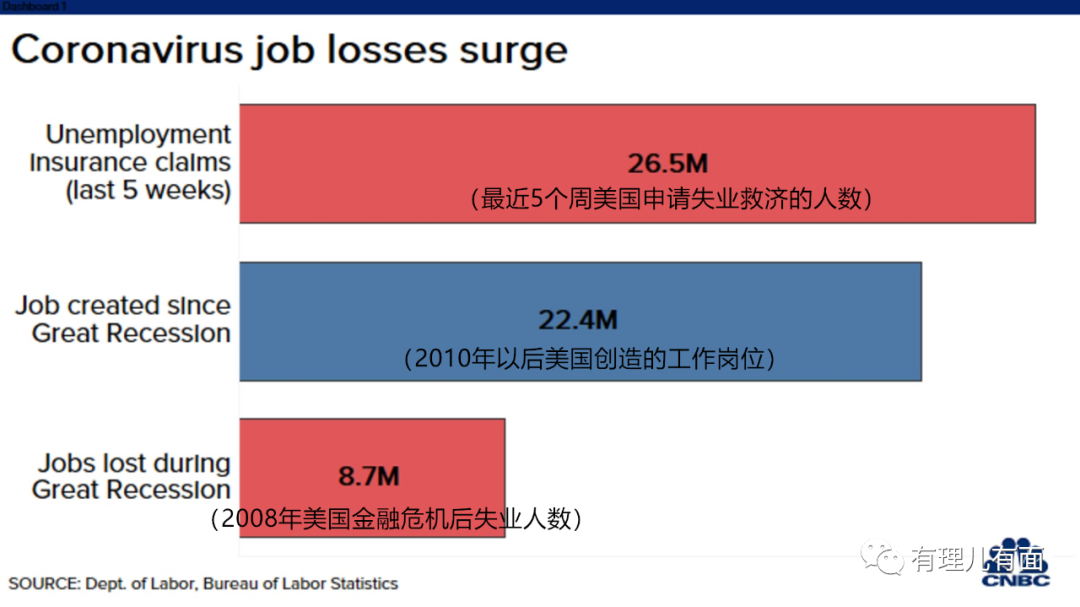 Dashboard 1
Coronavirus job losses surge
Unemployment
Insurance claims
(last 5 weeks)
26.5M
（最近5个周美国申请失业救济的人数）
Job created since
Great Recession
22.4M
（2010年以后美国创造的工作岗位）
Jobs lost during
Great Recession
8.7M
（2008年美国金融危机后失业人数）
有理儿有面
CNBC
SOURCE: Dept. of Labor, Bureau of Labor Statistics